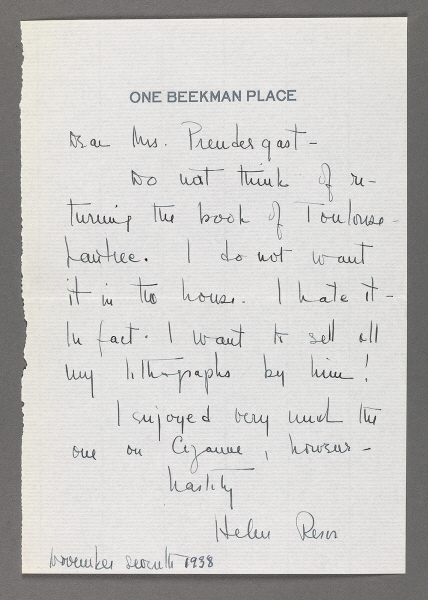 ONE BEEKMAN PLACE
Dear Mrs. Prendergast -
Do not think of re-
turning the book of Toulouse-
Lautrec. I do not want
it in the house. I hate it -
In fact. I want to sell all
my lithographs by him!
I enjoyed very much the
one on Cezanne, however -
hastily
Helen Resor
November seventh 1938